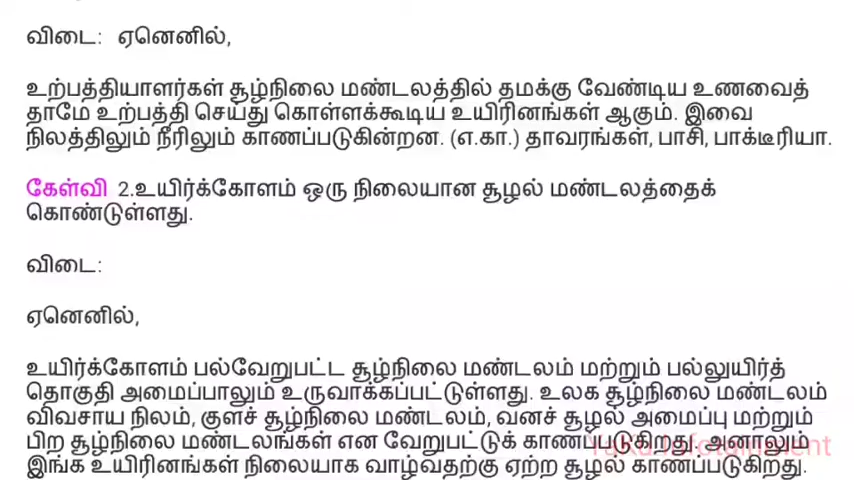 விடை: ஏனெனில்,
உற்பத்தியாளர்கள் சூழ்நிலை மண்டலத்தில் தமக்கு வேண்டிய உணவைத்
தாமே உற்பத்தி செய்து கொள்ளக்கூடிய உயிரினங்கள் ஆகும். இவை
நிலத்திலும் நீரிலும் காணப்படுகின்றன. (எ.கா.) தாவரங்கள், பாசி, பாக்டீரியா.
கேள்வி 2.உயிர்க்கோளம் ஒரு நிலையான சூழல் மண்டலத்தைக்
கொண்டுள்ளது.
விடை:
ஏனெனில்,
உயிர்க்கோளம் பல்வேறுபட்ட சூழ்நிலை மண்டலம் மற்றும் பல்லுயிர்த்
தொகுதி அமைப்பாலும் உருவாக்கப்பட்டுள்ளது. உலக சூழ்நிலை மண்டலம்
விவசாய நிலம், குளச் சூழ்நிலை மண்டலம், வனச் சூழல் அமைப்பு மற்றும்
பிற சூழ்நிலை மண்டலங்கள் என வேறுபட்டுக் காணப்படுகிறது. அனாலும்
இங்க உயிரினங்கள் நிலையாக வாழ்வதற்கு ஏற்ற சூழல் காணப்படுகிறது.